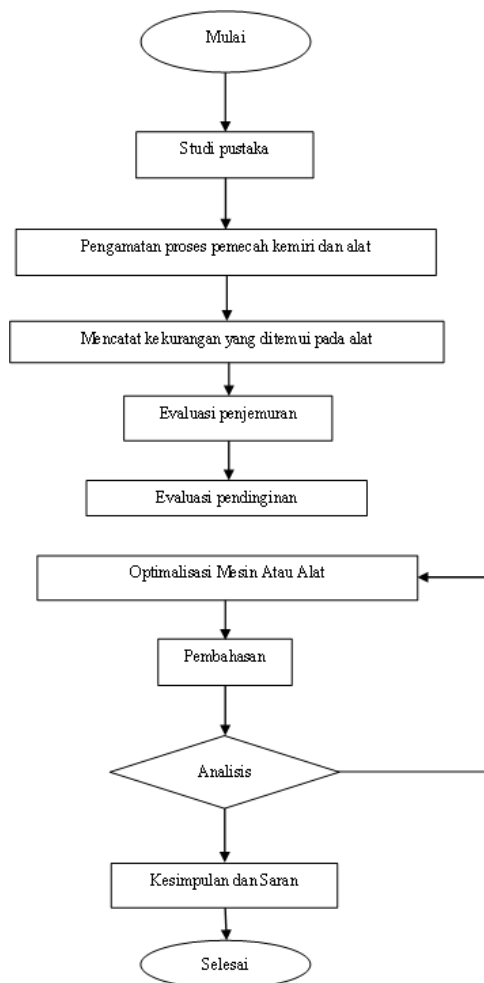 Mulai
Studi pustaka
Pengamatan proses pemecah kemiri dan alat
Mencatat kekurangan yang ditemui pada alat
Evaluasi penjemuran
Evaluasi pendinginan
Optimalisasi Mesin Atau Alat
Pembahasan
Analisis
Kesimpulan dan Saran
Selesai